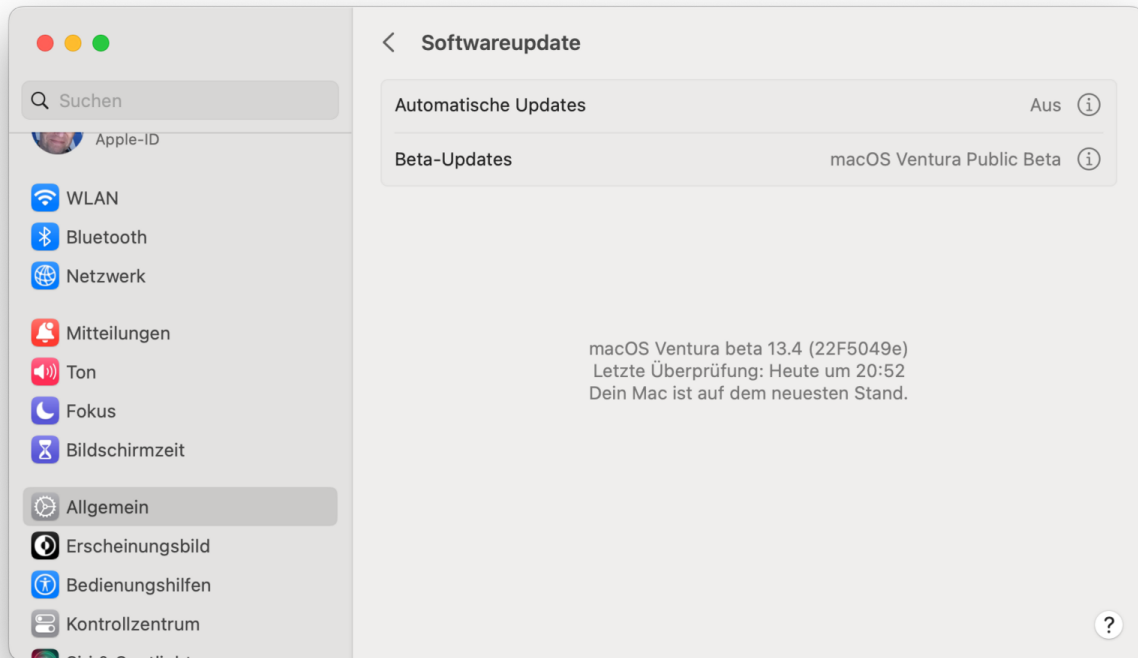 Softwareupdate
Suchen
Apple-ID
WLAN
Bluetooth
Netzwerk
Mitteilungen
Ton
Fokus
Bildschirmzeit
Allgemein
Erscheinungsbild
Bedienungshilfen
Kontrollzentrum
Automatische Updates Aus
Beta-Updates macOS Ventura Public Beta
macOS Ventura beta 13.4 (22F5049e)
Letzte Überprüfung: Heute um 20:52
Dein Mac ist auf dem neuesten Stand.
?